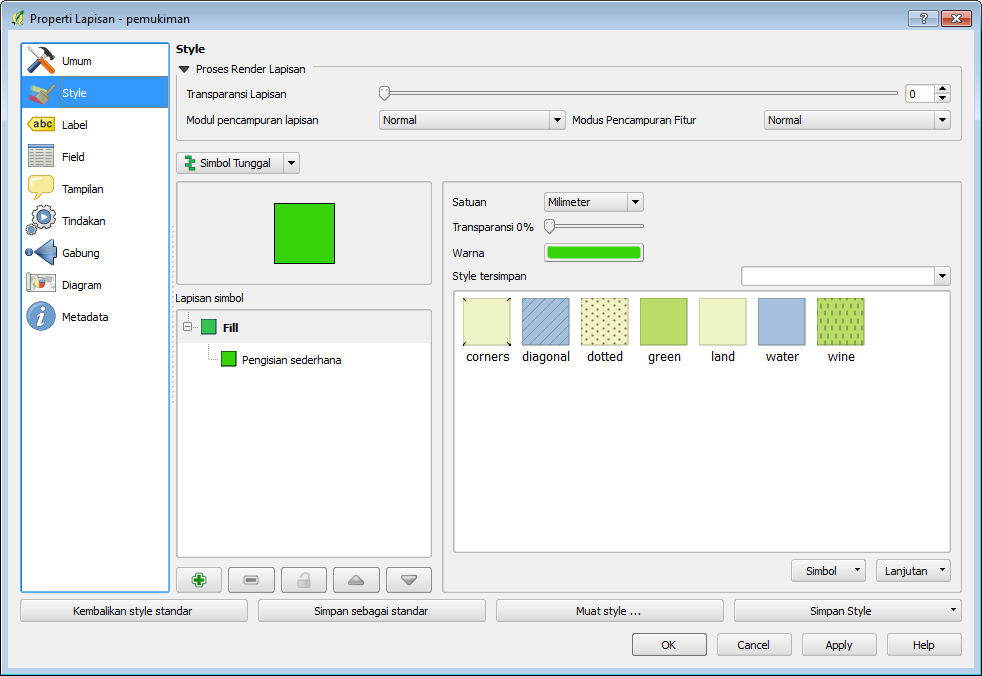 Properti Lapisan - pemukiman
Umum
Style
Label
Field
Tampilan
Tindakan
Gabung
Diagram
Metadata
Style
Proses Render Lapisan
Transparansi Lapisan
0
Modul pencampuran lapisan
Normal
Modus Pencampuran Fitur
Normal
Simbol Tunggal
Lapisan simbol
Fill
Pengisian sederhana
Satuan
Milimeter
Transparansi 0%
Warna
Style tersimpan
corners diagonal dotted green land water wine
Simbol
Lanjutan
Kembalikan style standar
Simpan sebagai standar
Muat style ...
Simpan Style
OK
Cancel
Apply
Help
abc